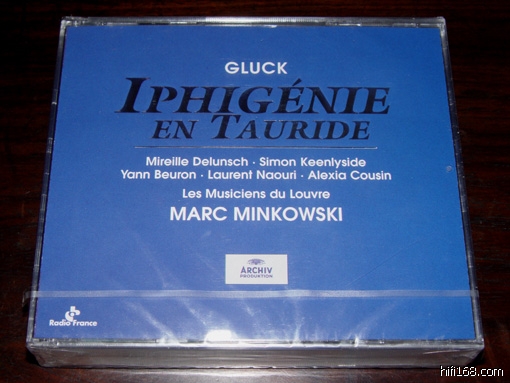 GLUCK
IPHIGÉNIE
EN TAURIDE
Mireille Delunsch · Simon Keenlyside
Yann Beuron · Laurent Naouri · Alexia Cousin
Les Musiciens du Louvre
MARC MINKOWSKI
ARCHIV
PRODUKTION
Radio France
hifi168.com